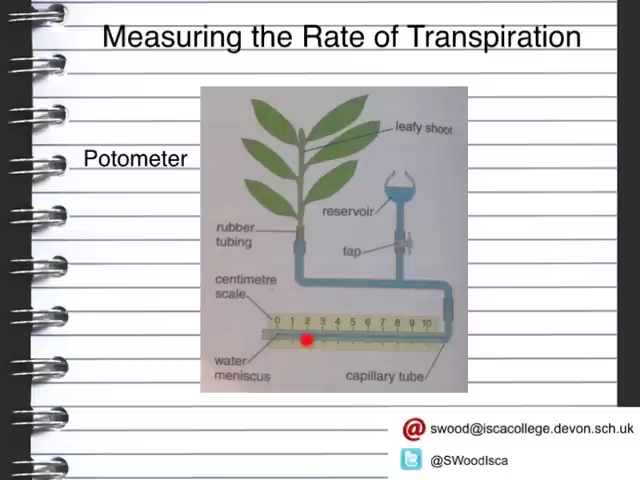 Measuring the Rate of Transpiration
Potometer
leafy shoot
reservoir
rubber
tubing
fap
centimetre
scale
0 1 2 3 4 5 6 7 8 9 10
water
meniscus
capillary tube
swood@iscacollege.devon.sch.uk
@SWoodIsca